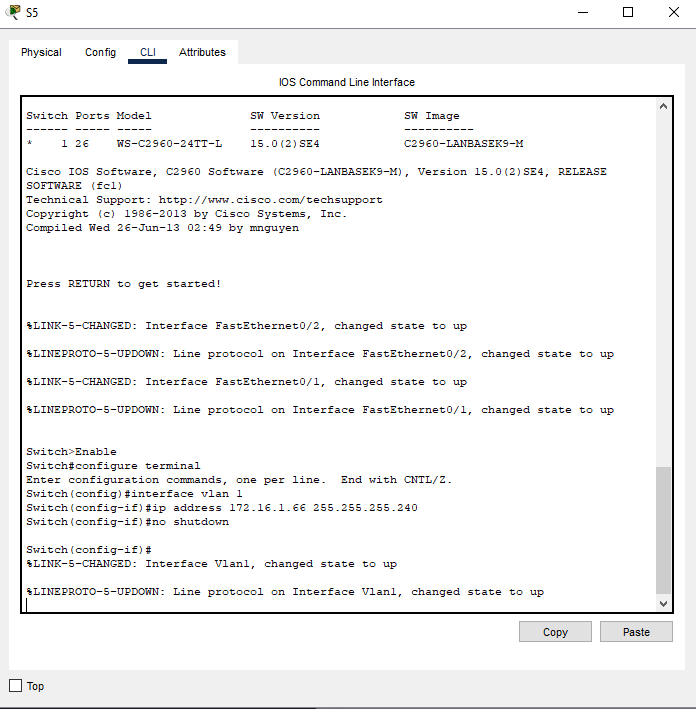 S5
Physical Config CLI Attributes
IOS Command Line Interface
Switch Ports Model SW Version SW Image
------ ----- ----- ---------- ----------
* 1 26 WS-C2960-24TT-L 15.0(2)SE4 C2960-LANBASEK9-M
Cisco IOS Software, C2960 Software (C2960-LANBASEK9-M), Version 15.0(2)SE4, RELEASE
SOFTWARE (fc1)
Technical Support: http://www.cisco.com/techsupport
Copyright (c) 1986-2013 by Cisco Systems, Inc.
Compiled Wed 26-Jun-13 02:49 by mnguyen
Press RETURN to get started!
%LINK-5-CHANGED: Interface FastEthernet0/2, changed state to up
%LINEPROTO-5-UPDOWN: Line protocol on Interface FastEthernet0/2, changed state to up
%LINK-5-CHANGED: Interface FastEthernet0/1, changed state to up
%LINEPROTO-5-UPDOWN: Line protocol on Interface FastEthernet0/1, changed state to up
Switch>Enable
Switch#configure terminal
Enter configuration commands, one per line. End with CNTL/Z.
Switch(config)#interface vlan 1
Switch(config-if)#ip address 172.16.1.66 255.255.255.240
Switch(config-if)#no shutdown
Switch(config-if)#
%LINK-5-CHANGED: Interface Vlan1, changed state to up
%LINEPROTO-5-UPDOWN: Line protocol on Interface Vlan1, changed state to up
Copy Paste
Top